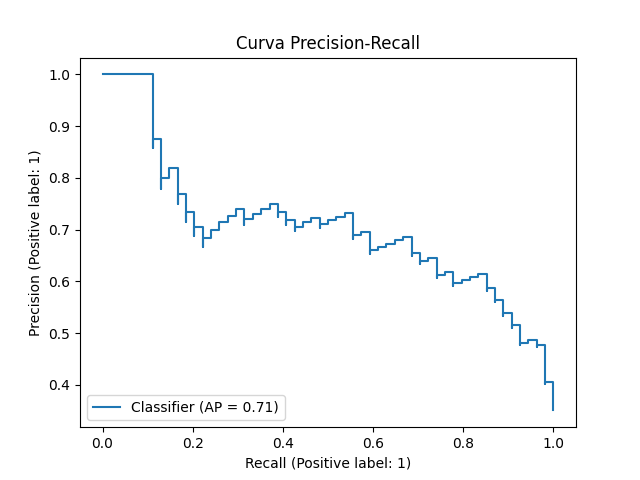 Curva Precision-Recall
1.0
0.9
0.8
0.7
0.6
0.5
0.4
Precision (Positive label: 1)
Classifier (AP = 0.71)
0.0 0.2 0.4 0.6 0.8 1.0
Recall (Positive label: 1)